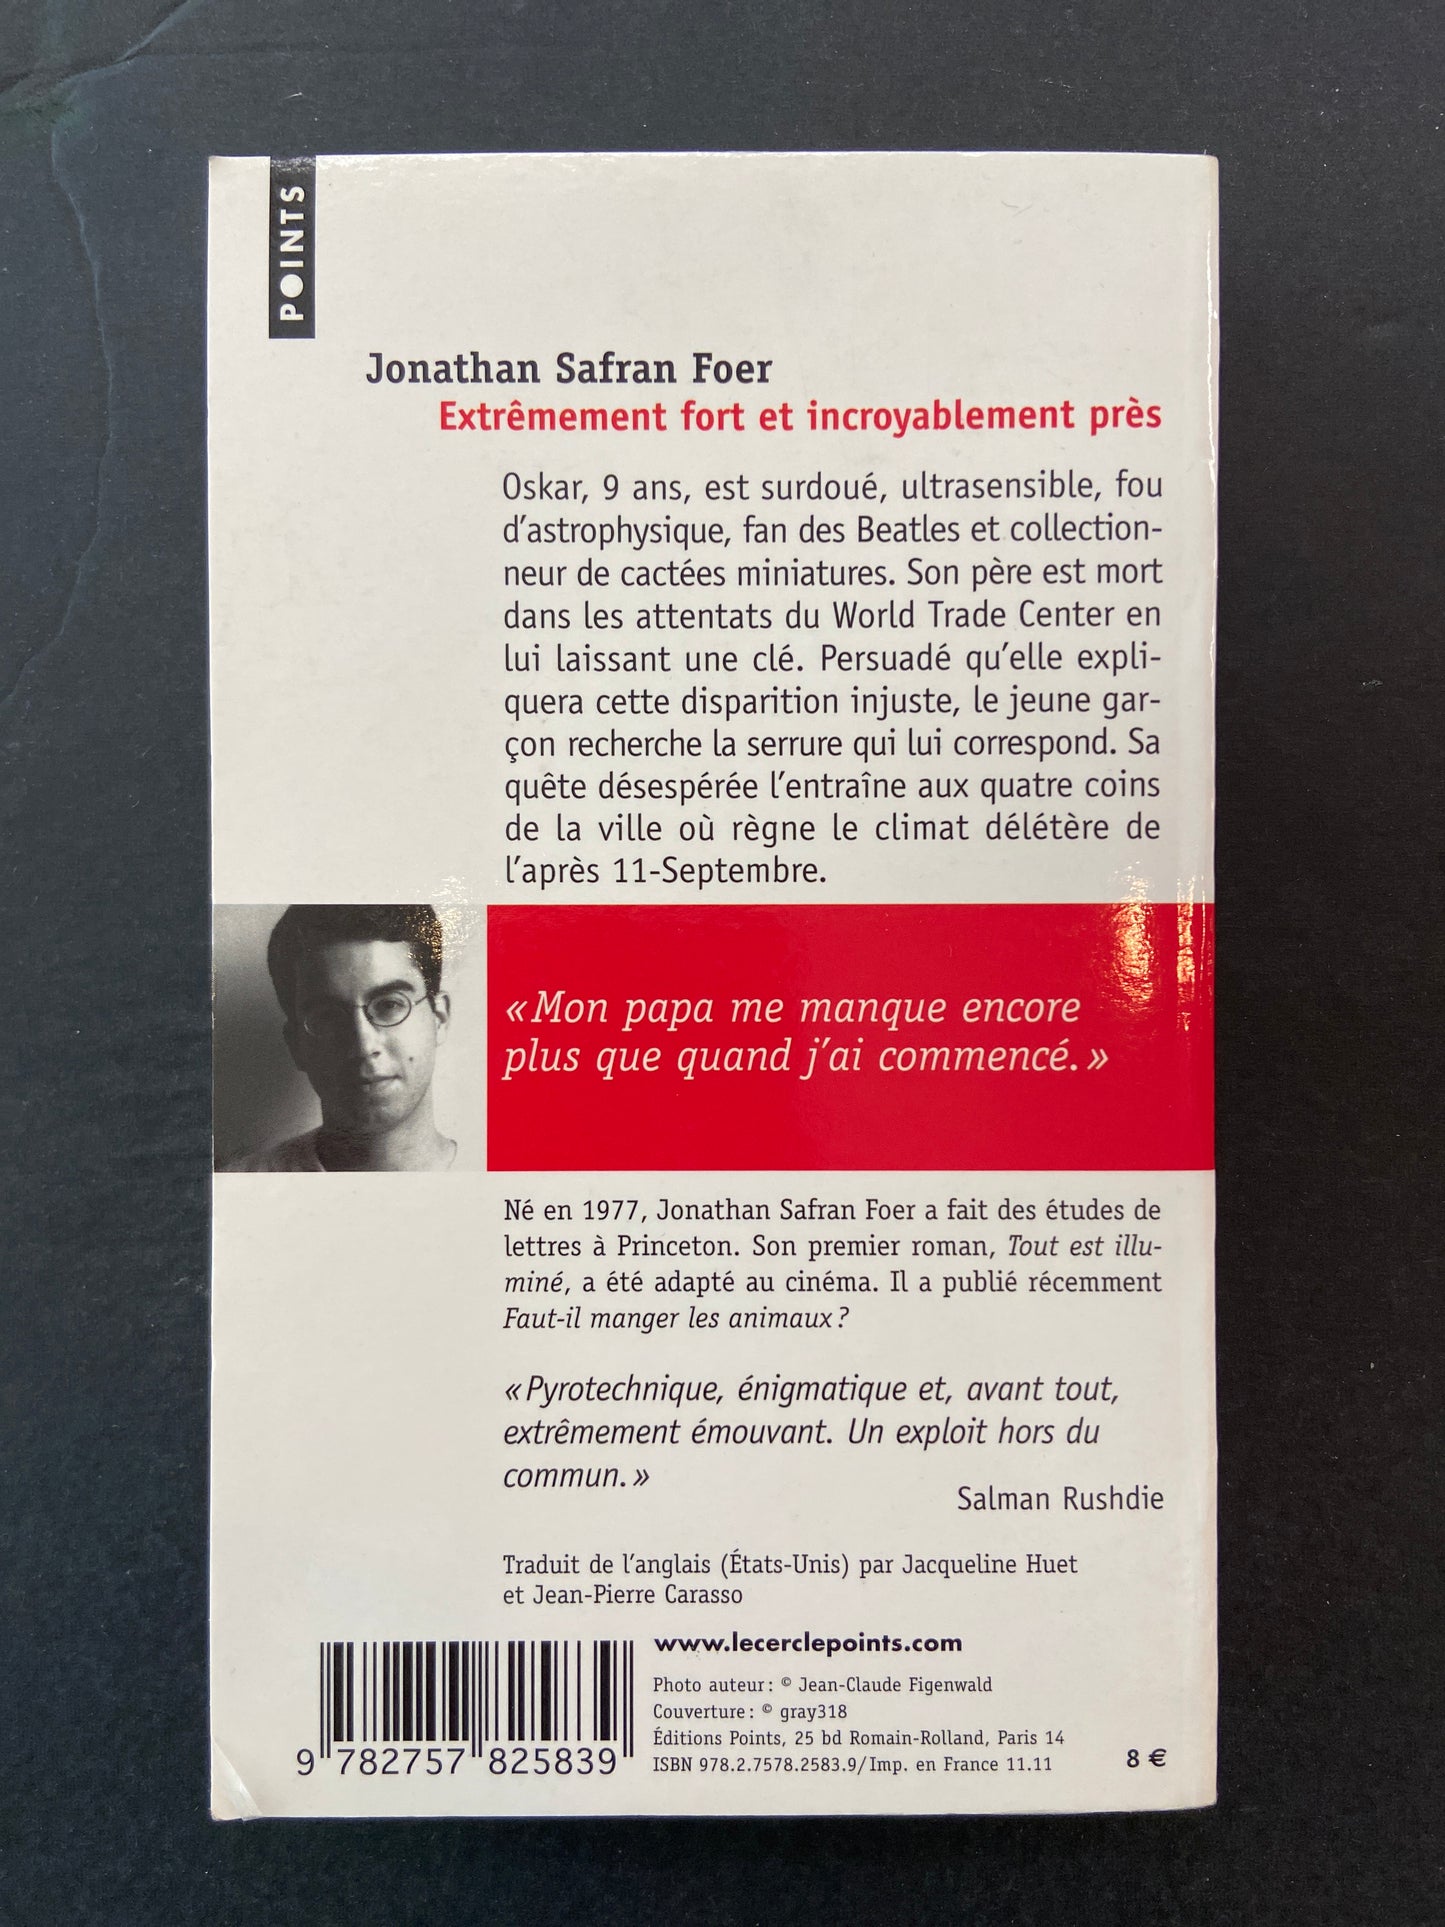 POINTS
Jonathan Safran Foer
Extrêmement fort et incroyablement près
Oskar, 9 ans, est surdoué, ultrasensible, fou
d’astrophysique, fan des Beatles et collection-
neur de cactées miniatures. Son père est mort
dans les attentats du World Trade Center en
lui laissant une clé. Persuadé qu’elle expli-
quera cette disparition injuste, le jeune gar-
çon recherche la serrure qui lui correspond. Sa
quête désespérée l’entraîne aux quatre coins
de la ville où règne le climat délétère de
l’après 11-Septembre.
« Mon papa me manque encore
plus que quand j’ai commencé. »
Né en 1977, Jonathan Safran Foer a fait des études de
lettres à Princeton. Son premier roman, Tout est illu-
miné, a été adapté au cinéma. Il a publié récemment
Faut-il manger les animaux ?
« Pyrotechnique, énigmatique et, avant tout,
extrêmement émouvant. Un exploit hors du
commun. »
Salman Rushdie
Traduit de l’anglais (États-Unis) par Jacqueline Huet
et Jean-Pierre Carasso
www.lecerclepoints.com
Photo auteur : © Jean-Claude Figenwald
Couverture : © gray318
Éditions Points, 25 bd Romain-Rolland, Paris 14
ISBN 978.2.7578.2583.9/Imp. en France 11.11
8 €
9 782757 825839